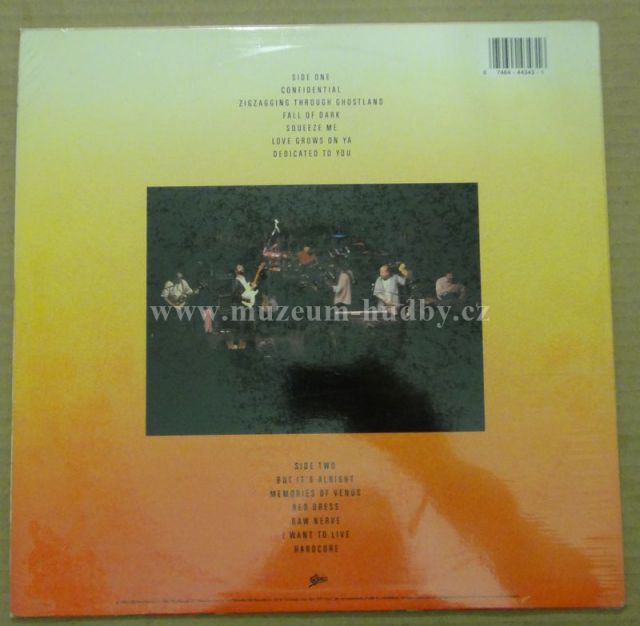 0 7464-44343-1
SIDE ONE
CONFIDENTIAL
ZIGZAGGING THROUGH GHOSTLAND
FALL OF DARK
SQUEEZE ME
LOVE GROWS ON YA
DEDICATED TO YOU
www.muzeum-hudby.cz
SIDE TWO
BUT IT'S ALRIGHT
MEMORIES OF VENUS
RED DRESS
RAW NERVE
I WANT TO LIVE
HARDCORE
Epic